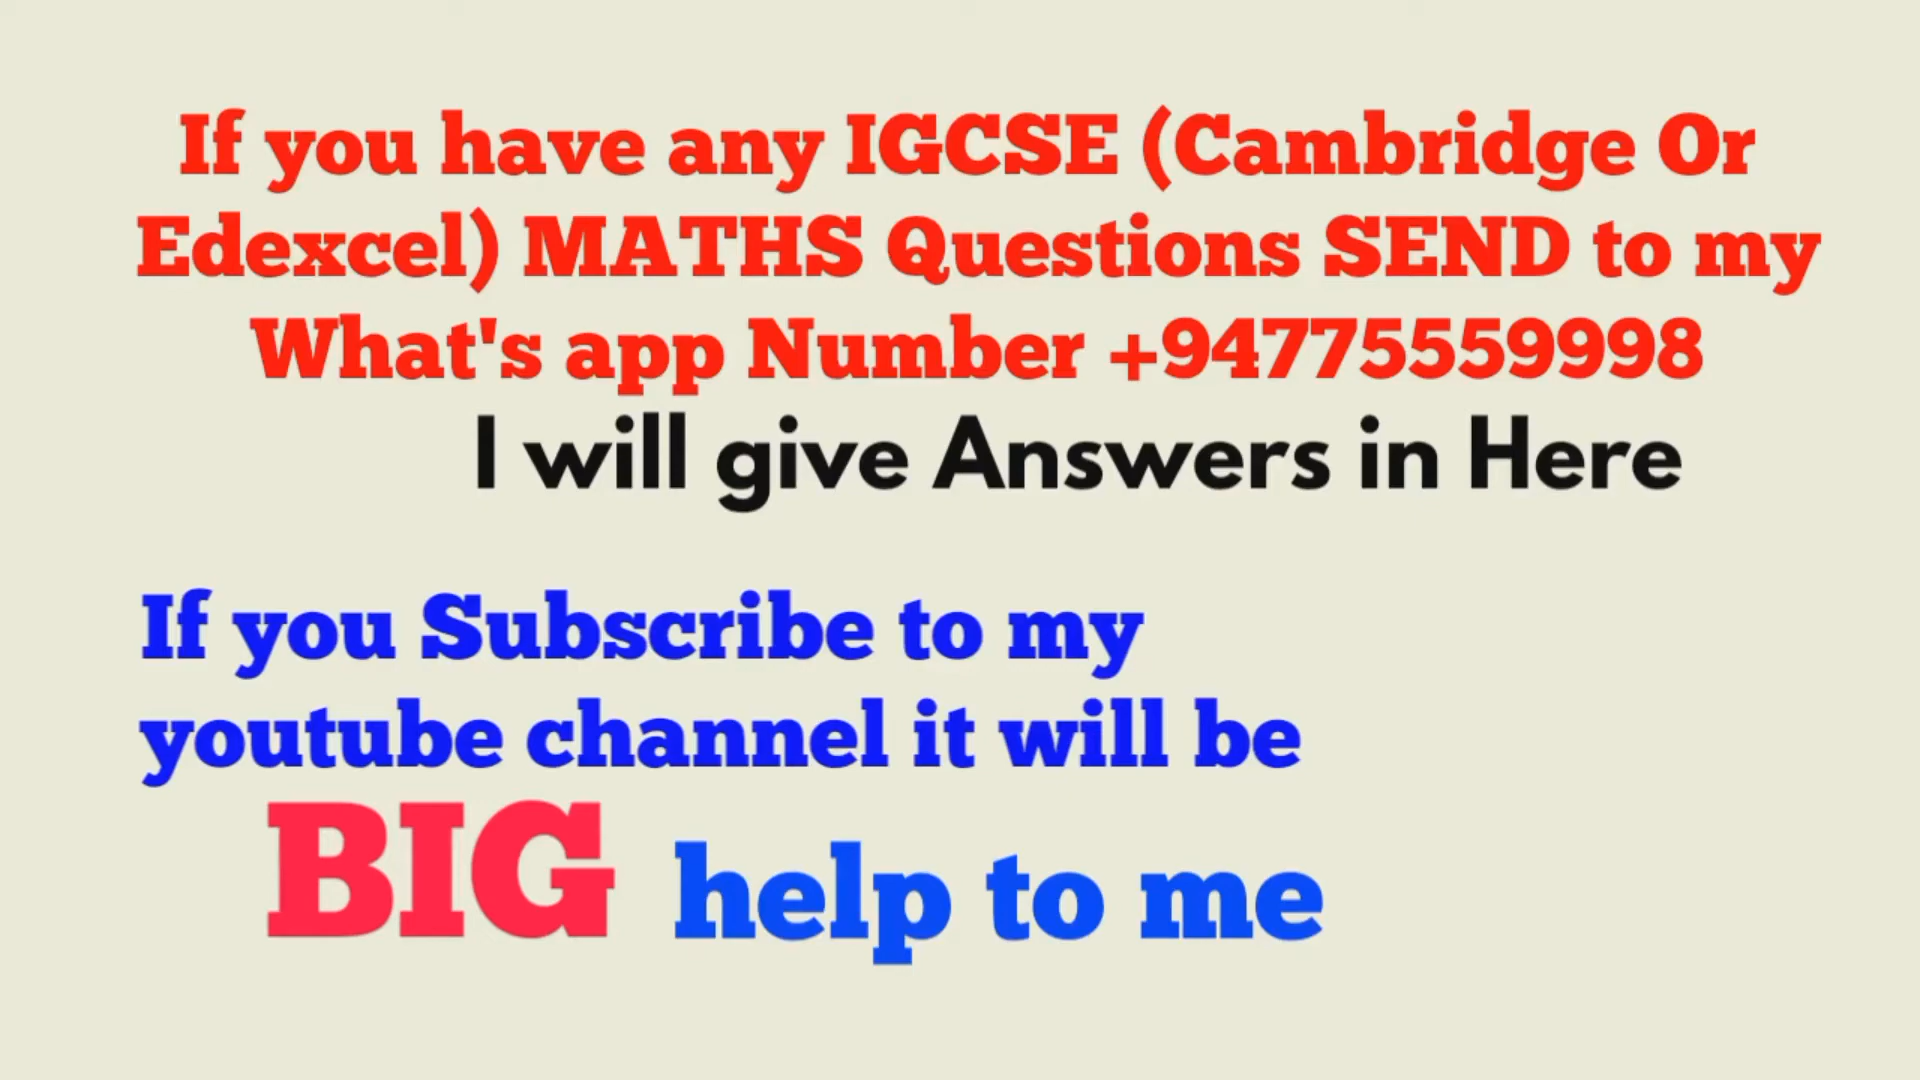 If you have any IGCSE (Cambridge Or
Edexcel) MATHS Questions SEND to my
What's app Number +94775559998
I will give Answers in Here
If you Subscribe to my
youtube channel it will be
BIG help to me